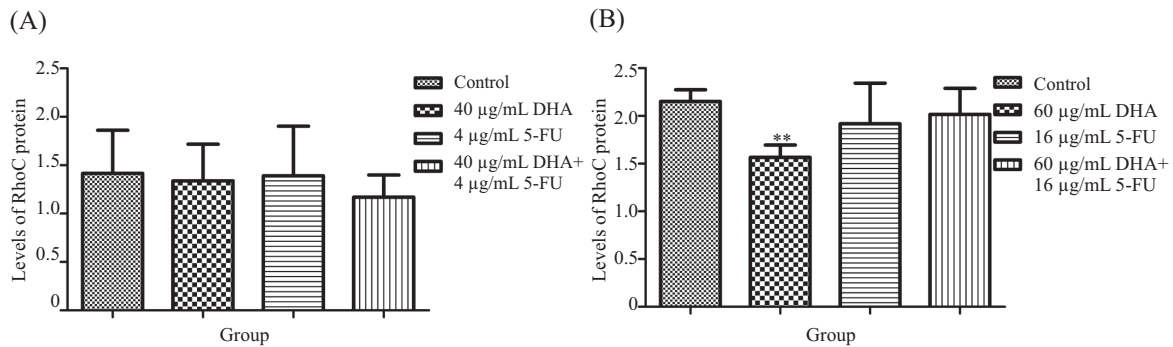 (A)
Levels of RhoC protein
2.5
2.0
1.5
1.0
0.5
0
Group
Control
40 µg/mL DHA
4 µg/mL 5-FU
40 µg/mL DHA+
4 µg/mL 5-FU
(B)
Levels of RhoC protein
2.5
2.0
1.5
1.0
0.5
0
**
Group
Control
60 µg/mL DHA
16 µg/mL 5-FU
60 µg/mL DHA+
16 µg/mL 5-FU